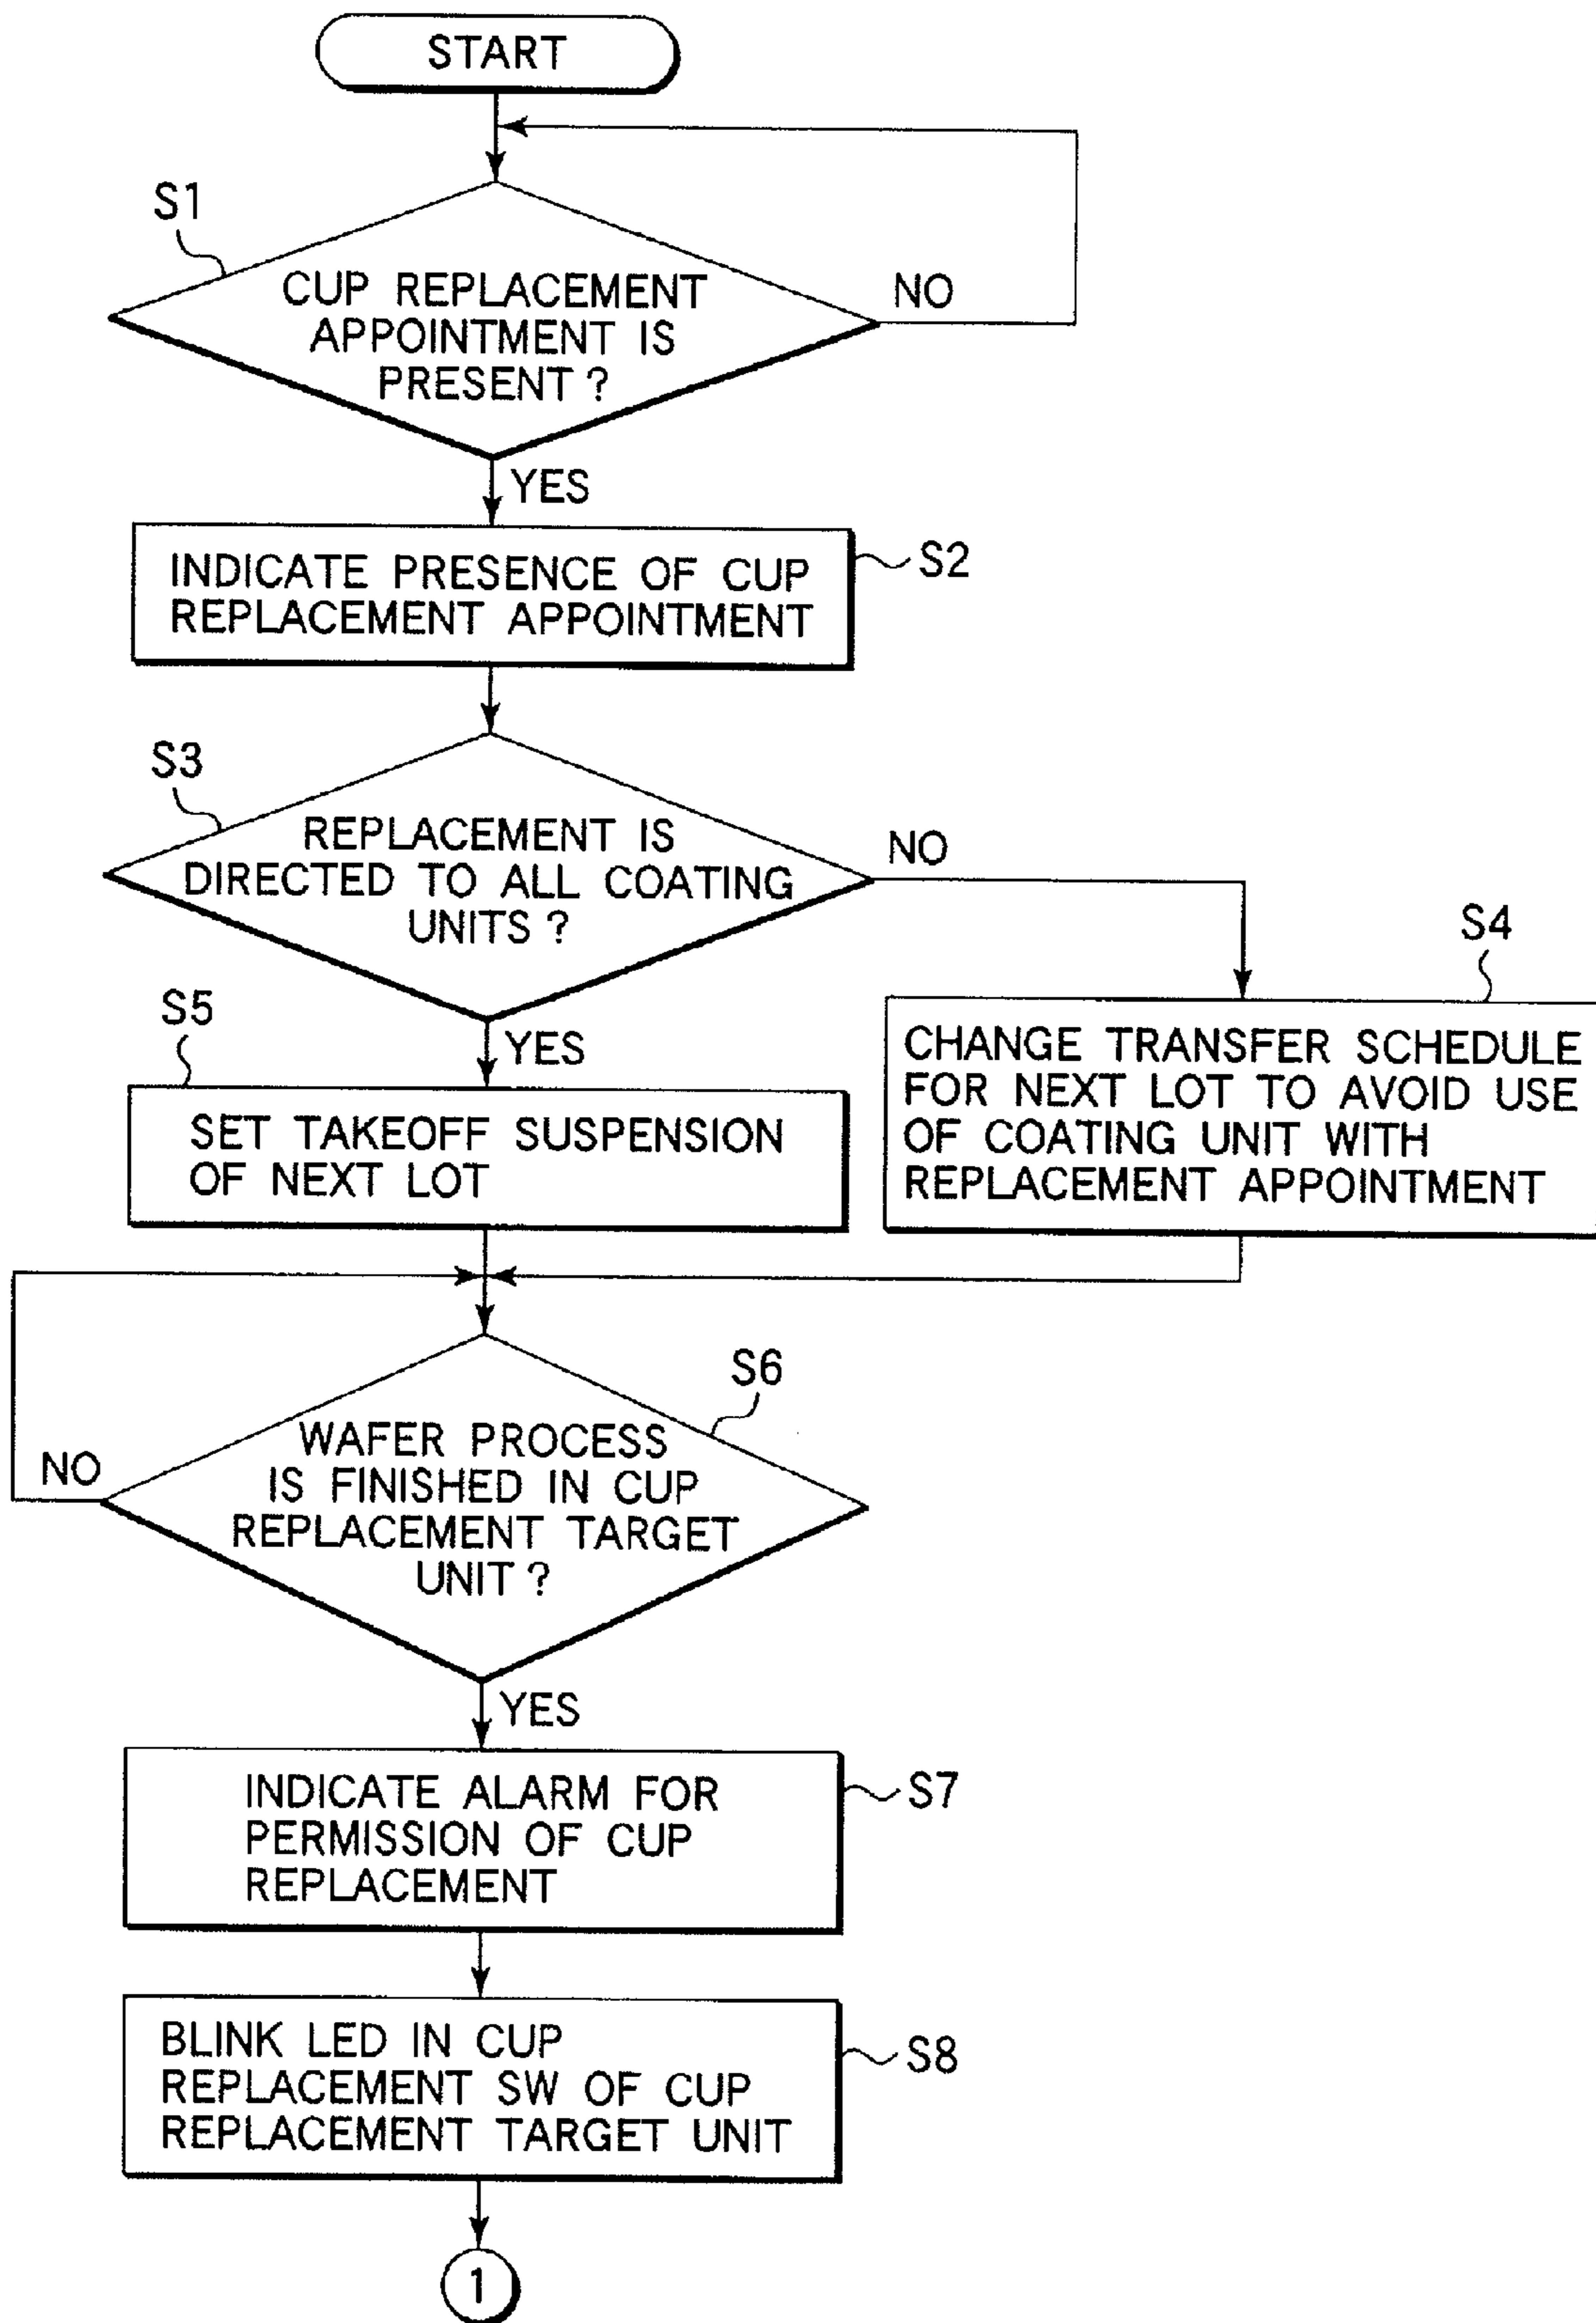 START
S1
CUP REPLACEMENT
APPOINTMENT IS
PRESENT ?
NO
YES
INDICATE PRESENCE OF CUP
REPLACEMENT APPOINTMENT
S2
S3
REPLACEMENT IS
DIRECTED TO ALL COATING
UNITS ?
NO
YES
S4
CHANGE TRANSFER SCHEDULE
FOR NEXT LOT TO AVOID USE
OF COATING UNIT WITH
REPLACEMENT APPOINTMENT
S5
SET TAKEOFF SUSPENSION
OF NEXT LOT
S6
WAFER PROCESS
IS FINISHED IN CUP
REPLACEMENT TARGET
UNIT ?
NO
YES
INDICATE ALARM FOR
PERMISSION OF CUP
REPLACEMENT
S7
BLINK LED IN CUP
REPLACEMENT SW OF CUP
REPLACEMENT TARGET UNIT
S8
1